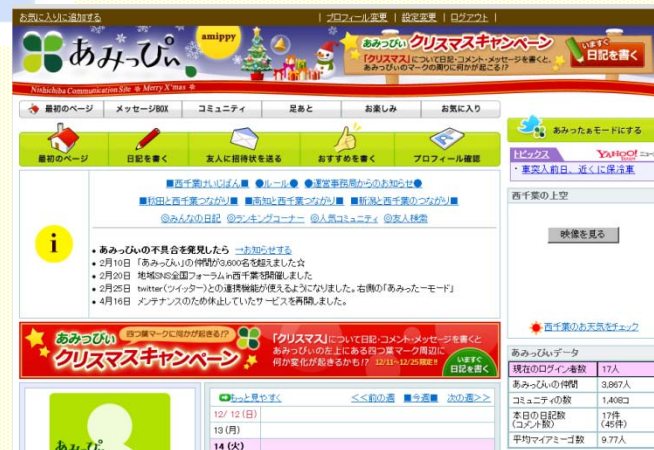 お気に入りに追加する
| プロフィール変更 | 設定変更 | ログアウト |
あみっぴぃ
amippy
あみっぴぃ クリスマスキャンペーン
「クリスマス」について日記・コメント・メッセージを書くと、
あみっぴぃのマークの周りに何かが起こる!?
いますぐ
日記を書く
Nishichiba Communication Site ※ Merry X'mas ※
最初のページ
メッセージBOX
コミュニティ
足あと
お楽しみ
お気に入り
最初のページ
日記を書く
友人に招待状を送る
おすすめを書く
プロフィール確認
■西千葉けいじばん■ ●ルール● ●運営事務局からのお知らせ●
■秋田と西千葉つながり■ ■高知と西千葉つながり■ ■新潟と西千葉のつながり■
◎みんなの日記 ◎ランキングコーナー ◎人気コミュニティ ◎友人検索
i
• あみっぴぃの不具合を発見したら →お知らせする
• 2月10日 「あみっぴぃ」の仲間が3,600名を超えました☆
• 2月20日 地域SNS全国フォーラムin西千葉を開催しました
• 2月25日 twitter(ツイッター)との連携機能が使えるようになりました。右側の「あみったーモード」
• 4月16日 メンテナンスのため休止していたサービスを再開しました。
あみっぴぃ
四つ葉マークに何かが起きる!?
クリスマスキャンペーン
「クリスマス」について日記・コメント・メッセージを書くと
あみっぴぃの左上にある四つ葉マーク周辺に
何か変化が起きるかも!? 12/11~12/25限定!!
いますぐ
日記を書く
あみっぴぃ
もっと見やすく
<<前の週 ■今週■ 次の週>>
12/ 12 (日)
13 (月)
14 (火)
あみったぁモードにする
トピックス
YAHOO!
・車突入前日、近くに保冷車
西千葉の上空
映像を見る
西千葉のお天気をチェック
あみっぴぃデータ
現在のログイン者数 17人
あみっぴぃの仲間 3,867人
コミュニティの数 1,408コ
本日の日記数 17件
(コメント数) (45件)
平均マイアミーゴ数 9.77人